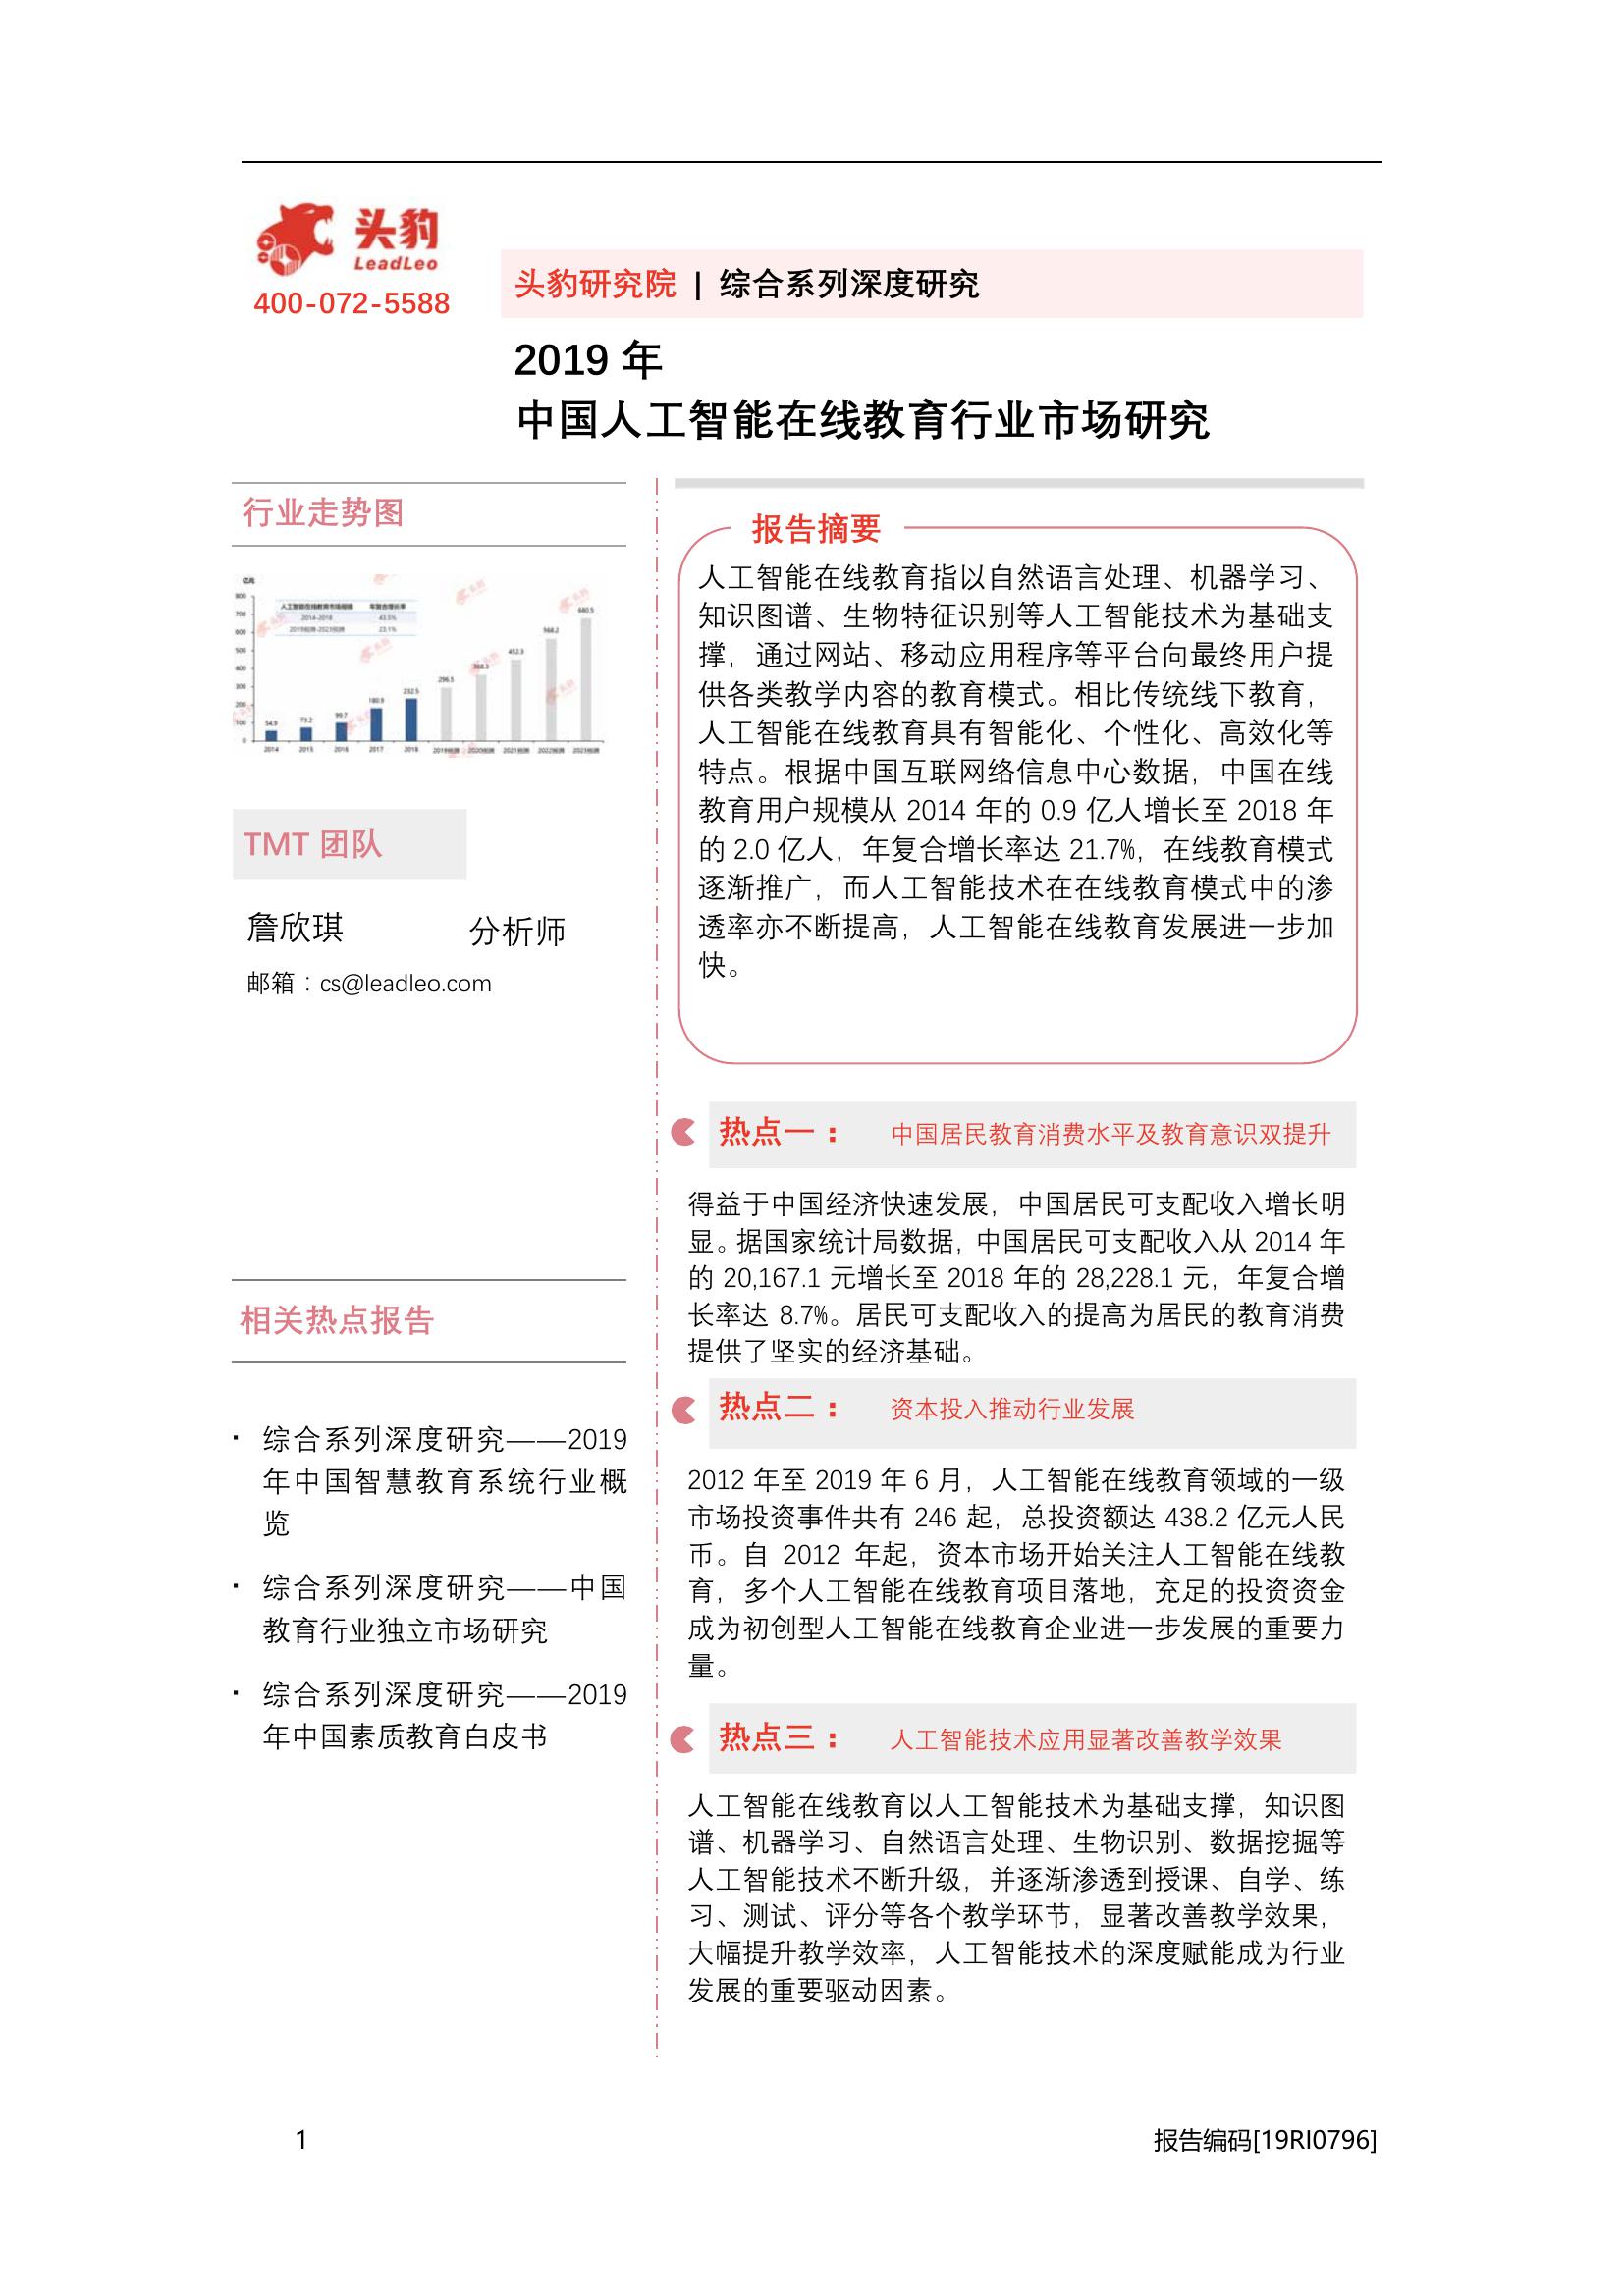 头豹
LeadLeo
400-072-5588
头豹研究院 | 综合系列深度研究
2019 年
中国人工智能在线教育行业市场研究
行业走势图
亿元
800
700
600
500
400
300
200
100
0
人工智能在线教育市场规模 年复合增长率
2014-2018 43.5%
2019预测-2023预测 23.1%
54.9
73.2
99.7
180.9
232.5
296.5
368.3
452.3
568.2
680.5
2014 2015 2016 2017 2018 2019预测 2020预测 2021预测 2022预测 2023预测
TMT 团队
詹欣琪 分析师
邮箱：cs@leadleo.com
相关热点报告
· 综合系列深度研究——2019
年中国智慧教育系统行业概
览
· 综合系列深度研究——中国
教育行业独立市场研究
· 综合系列深度研究——2019
年中国素质教育白皮书
报告摘要
人工智能在线教育指以自然语言处理、机器学习、
知识图谱、生物特征识别等人工智能技术为基础支
撑，通过网站、移动应用程序等平台向最终用户提
供各类教学内容的教育模式。相比传统线下教育，
人工智能在线教育具有智能化、个性化、高效化等
特点。根据中国互联网络信息中心数据，中国在线
教育用户规模从 2014 年的 0.9 亿人增长至 2018 年
的 2.0 亿人，年复合增长率达 21.7%，在线教育模式
逐渐推广，而人工智能技术在在线教育模式中的渗
透率亦不断提高，人工智能在线教育发展进一步加
快。
热点一： 中国居民教育消费水平及教育意识双提升
得益于中国经济快速发展，中国居民可支配收入增长明
显。据国家统计局数据，中国居民可支配收入从 2014 年
的 20,167.1 元增长至 2018 年的 28,228.1 元，年复合增
长率达 8.7%。居民可支配收入的提高为居民的教育消费
提供了坚实的经济基础。
热点二： 资本投入推动行业发展
2012 年至 2019 年 6 月，人工智能在线教育领域的一级
市场投资事件共有 246 起，总投资额达 438.2 亿元人民
币。自 2012 年起，资本市场开始关注人工智能在线教
育，多个人工智能在线教育项目落地，充足的投资资金
成为初创型人工智能在线教育企业进一步发展的重要力
量。
热点三： 人工智能技术应用显著改善教学效果
人工智能在线教育以人工智能技术为基础支撑，知识图
谱、机器学习、自然语言处理、生物识别、数据挖掘等
人工智能技术不断升级，并逐渐渗透到授课、自学、练
习、测试、评分等各个教学环节，显著改善教学效果，
大幅提升教学效率，人工智能技术的深度赋能成为行业
发展的重要驱动因素。
1 报告编码[19RI0796]